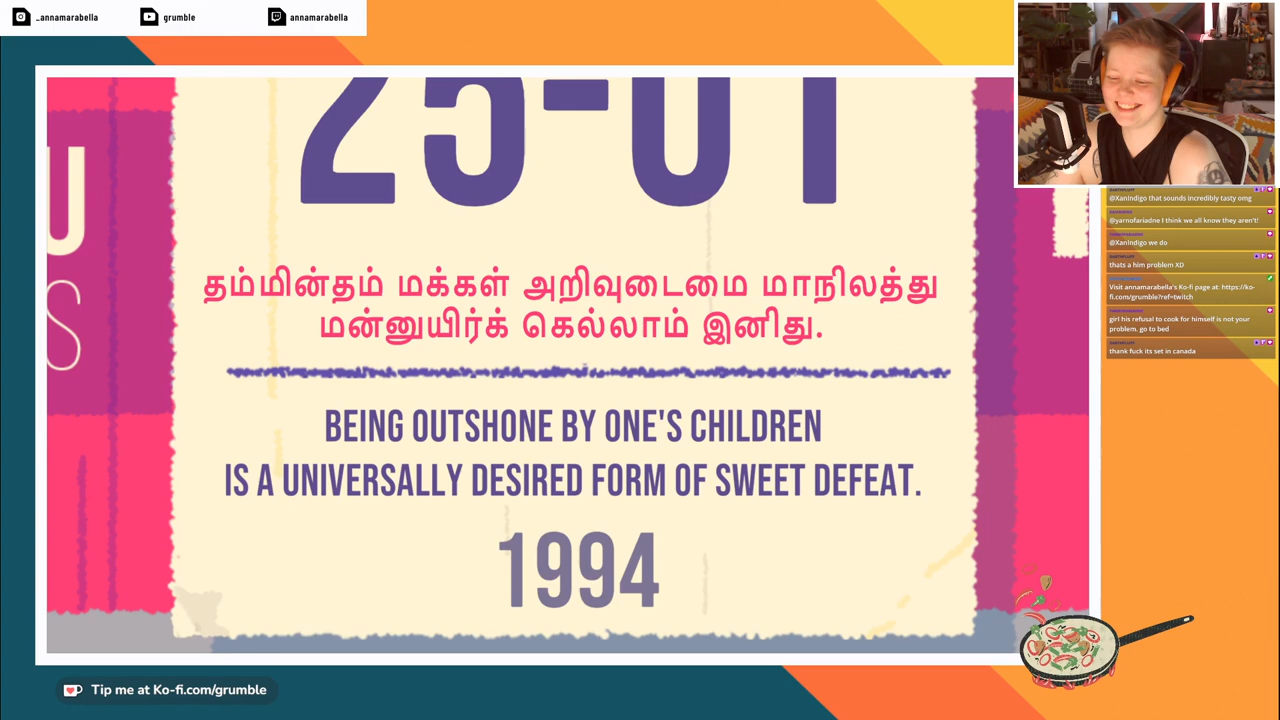 _annamarabella
grumble
annamarabella
25-01
தம்மின்தம் மக்கள் அறிவுடைமை மாநிலத்து
மன்னுயிர்க் கெல்லாம் இனிது.
BEING OUTSHONE BY ONE'S CHILDREN
IS A UNIVERSALLY DESIRED FORM OF SWEET DEFEAT.
1994
U
S
@XanIndigo that sounds incredibly tasty omg
@yarnofariadne I think we all know they aren't!
@XanIndigo we do
thats a him problem XD
Visit annamarabella's Ko-fi page at: https://ko-
fi.com/grumble?ref=twitch
girl his refusal to cook for himself is not your
problem. go to bed
thank fuck its set in canada
Tip me at Ko-fi.com/grumble